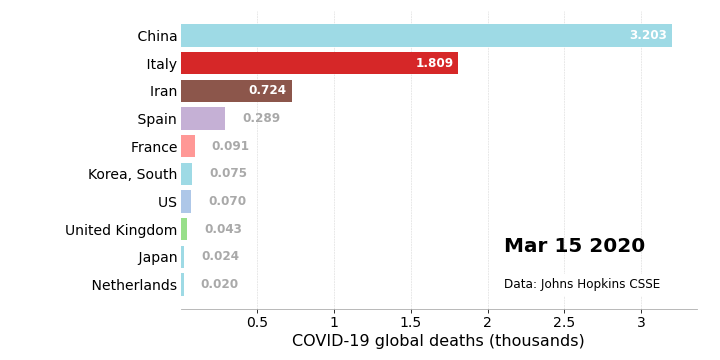 China 3.203
Italy 1.809
Iran 0.724
Spain 0.289
France 0.091
Korea, South 0.075
US 0.070
United Kingdom 0.043
Japan 0.024
Netherlands 0.020
Mar 15 2020
Data: Johns Hopkins CSSE
0.5 1 1.5 2 2.5 3
COVID-19 global deaths (thousands)